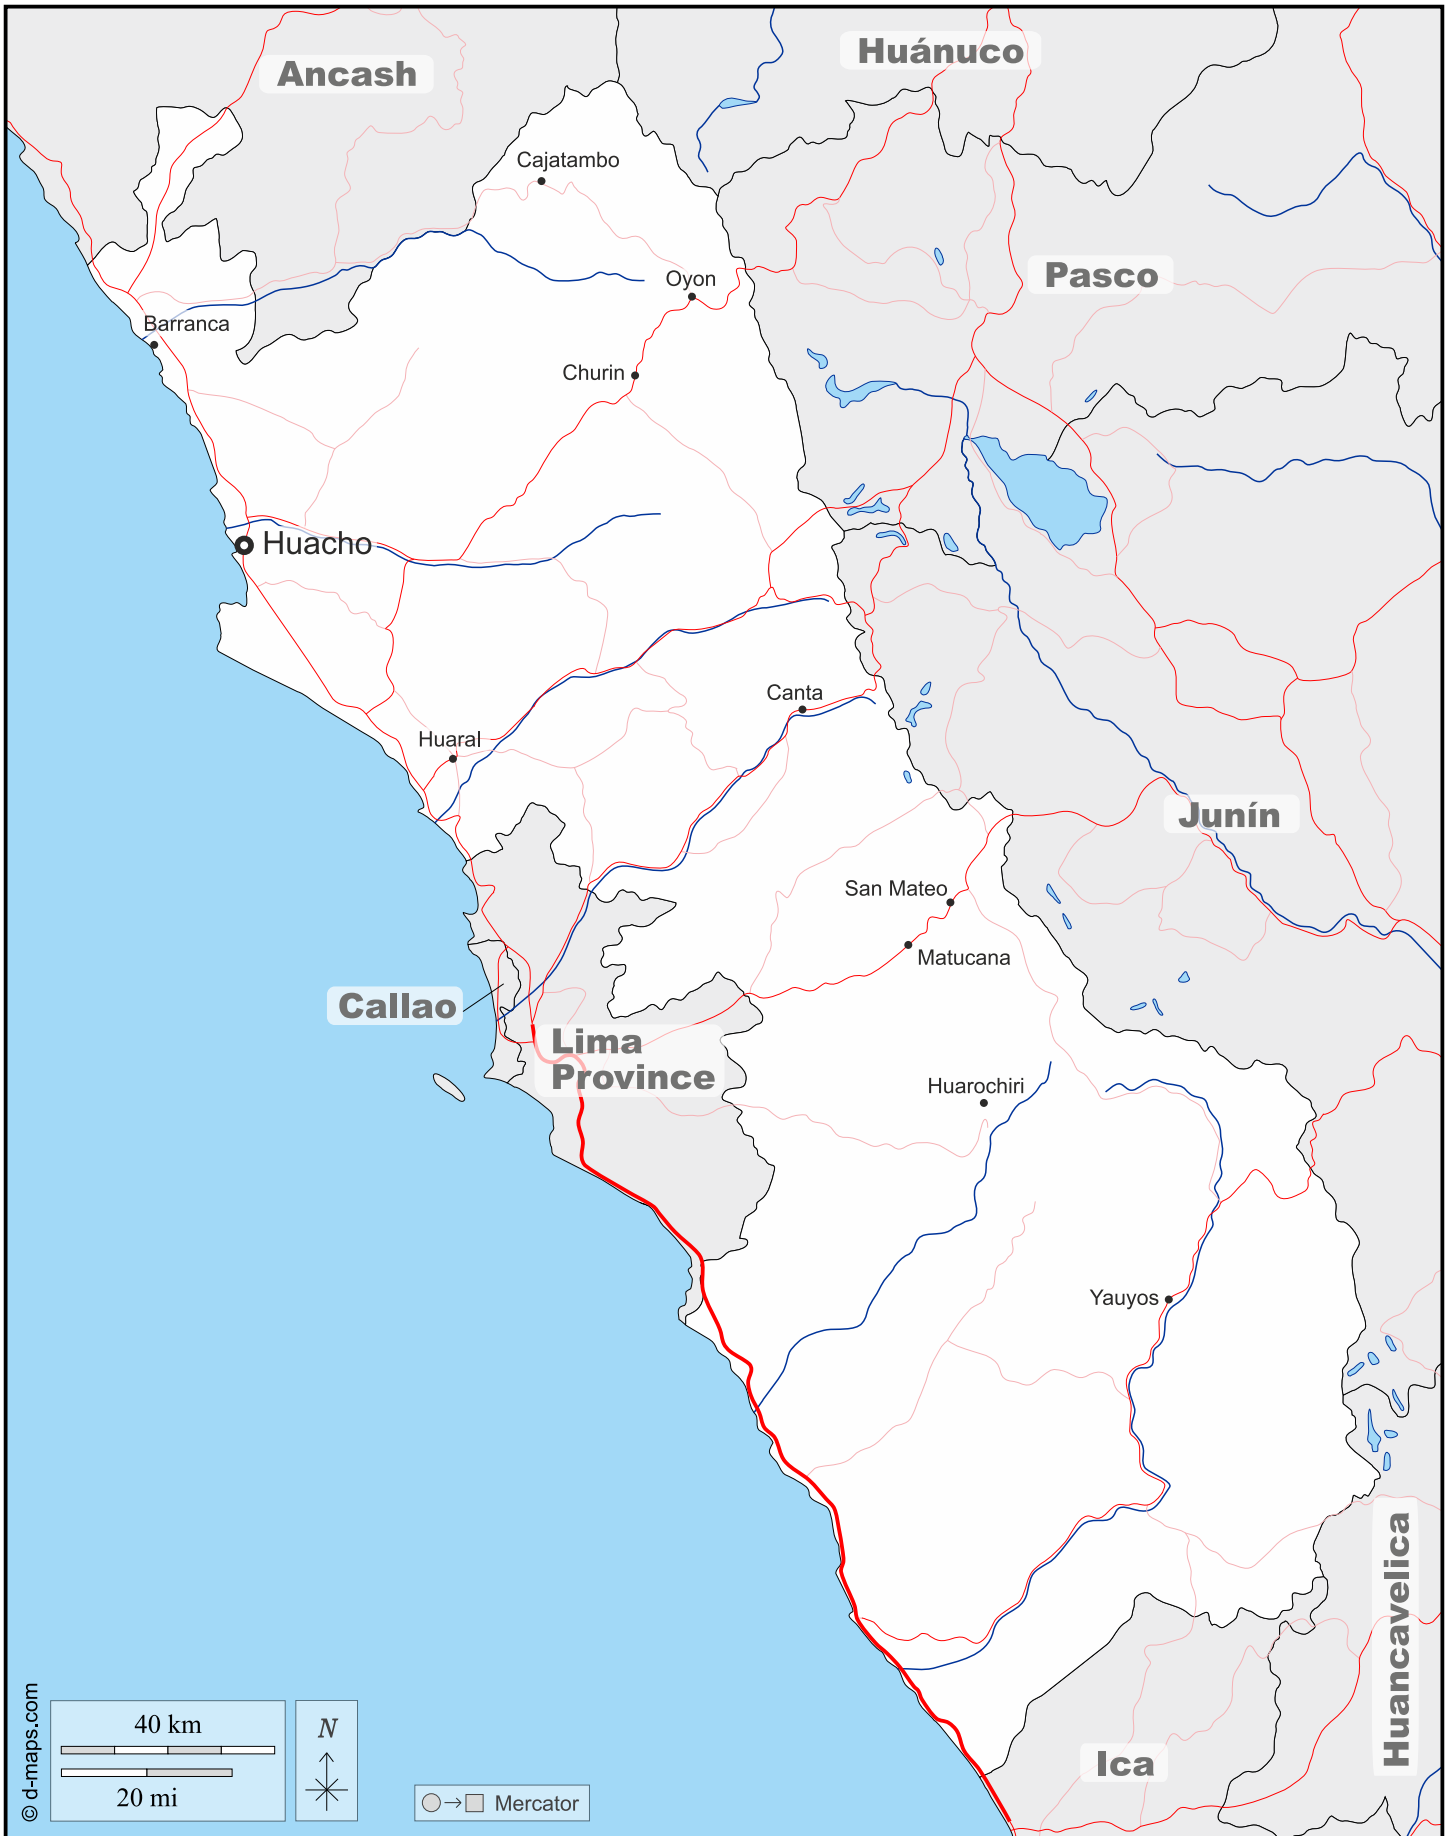 Huánuco
Ancash
Cajatambo
Pasco
Oyon
Barranca
Churin
Huacho
Canta
Huaral
Junín
San Mateo
Matucana
Callao
Lima
Province
Huarochiri
Yauyos
Huancavelica
Ica
© d-maps.com
40 km
20 mi
N
Mercator